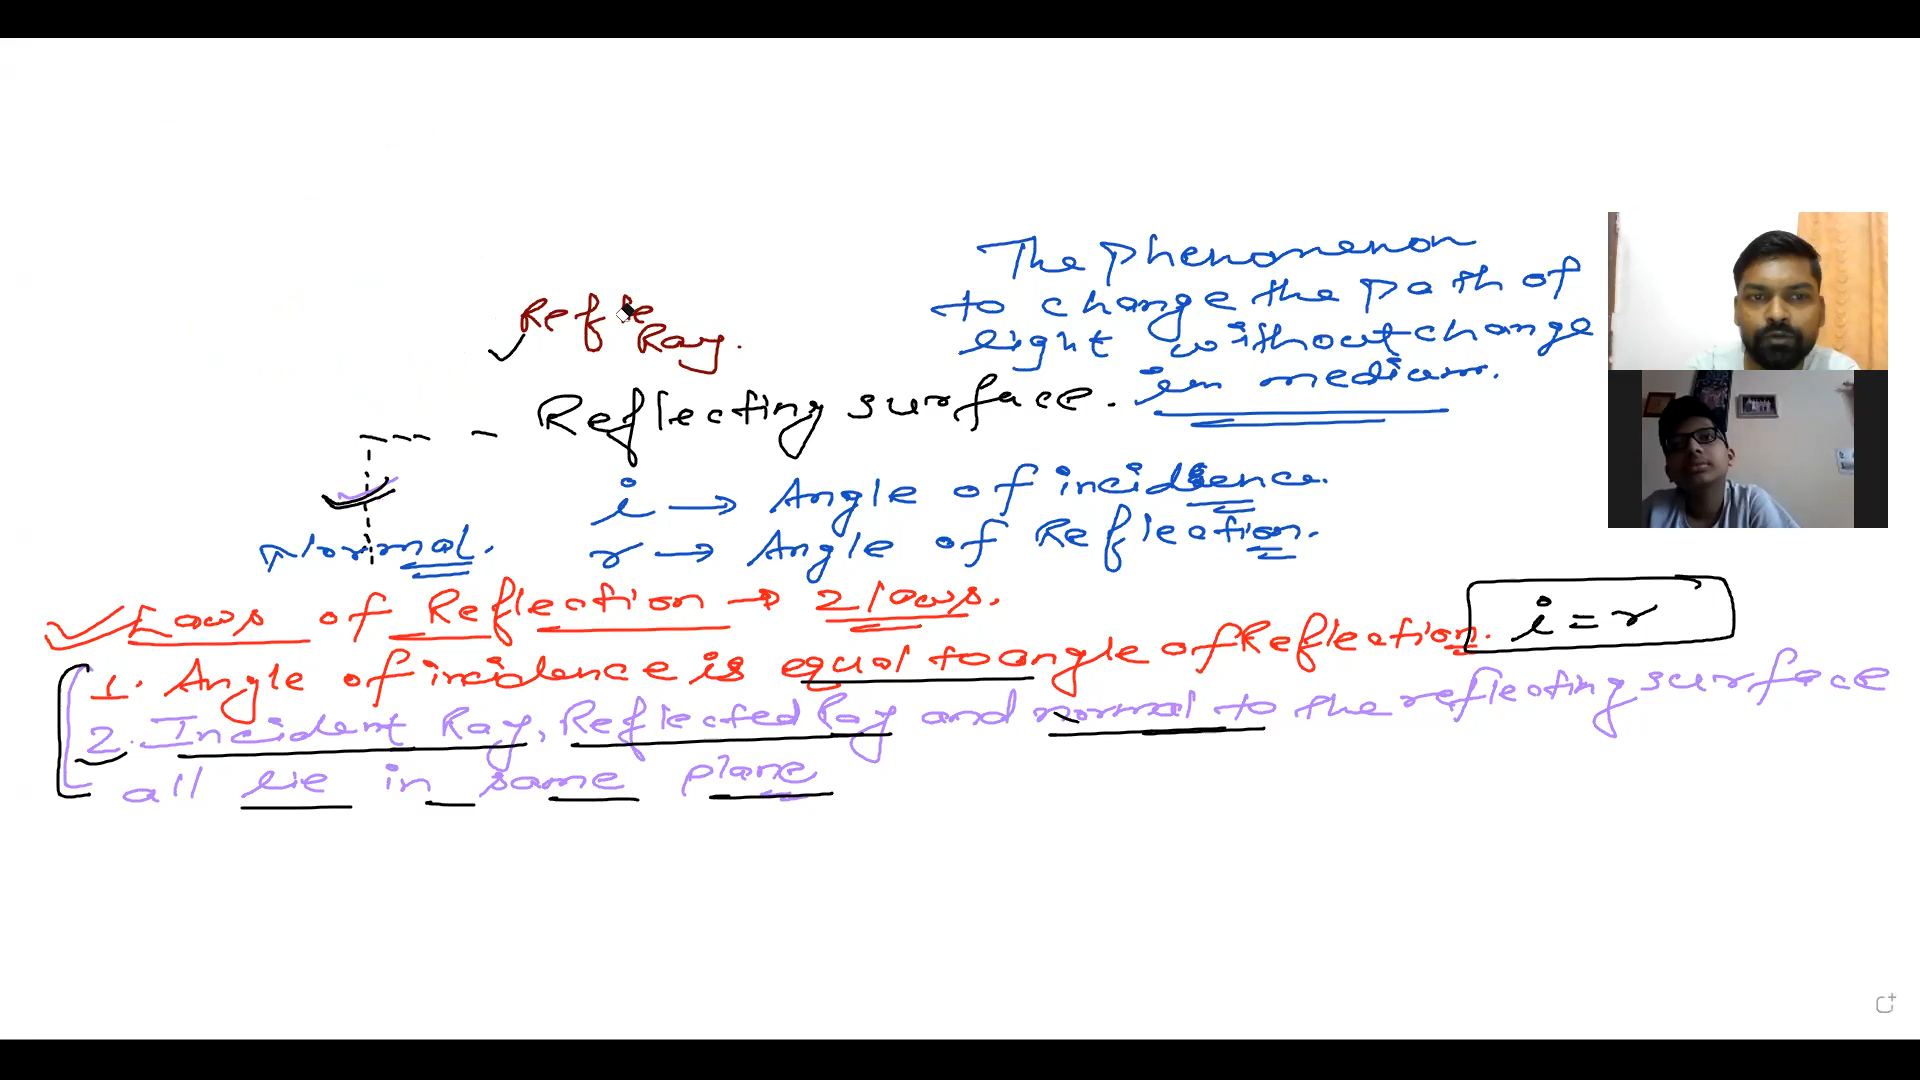 The phenomenon
to change the path of
light without change
in medium.
Refle
Ray.
Reflecting surface.
i → Angle of incidence.
r → Angle of Reflection.
Normal.
Laws of Reflection → 2 laws.
i = r
1. Angle of incidence is equal to angle of Reflection.
2. Incident Ray, Reflected Ray and normal to the reflecting surface
all lie in same plane